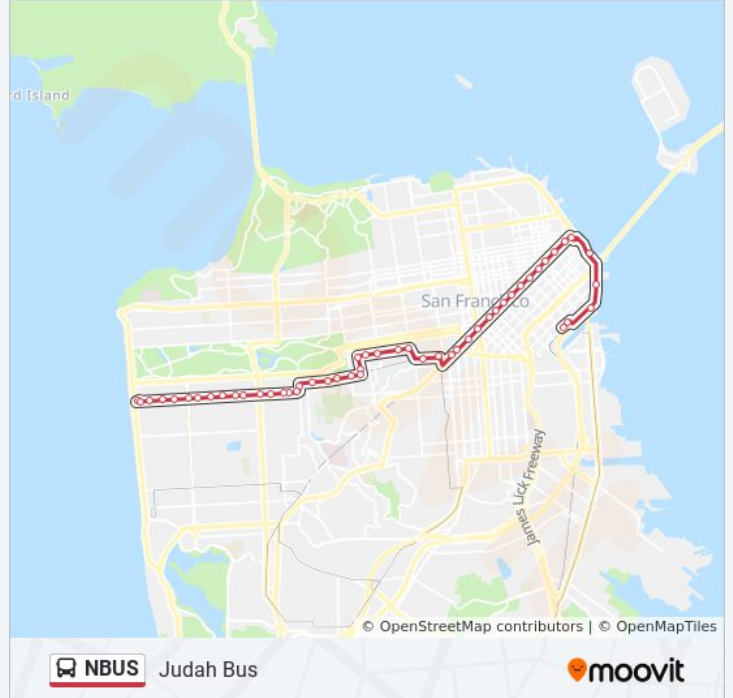 rd Island
San Francisco
James Lick Freeway
© OpenStreetMap contributors | © OpenMapTiles
NBUS Judah Bus
moovit